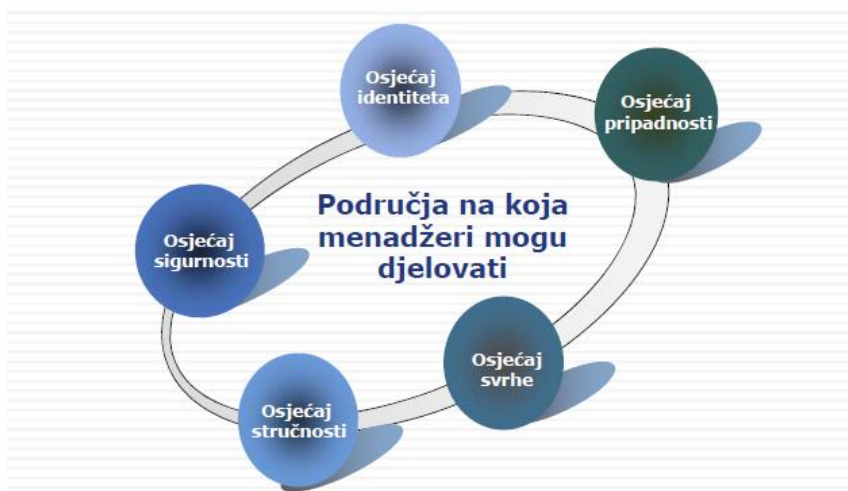 Osjećaj
identiteta
Osjećaj
pripadnosti
Područja na koja
menadžeri mogu
djelovati
Osjećaj
sigurnosti
Osjećaj
svrhe
Osjećaj
stručnosti